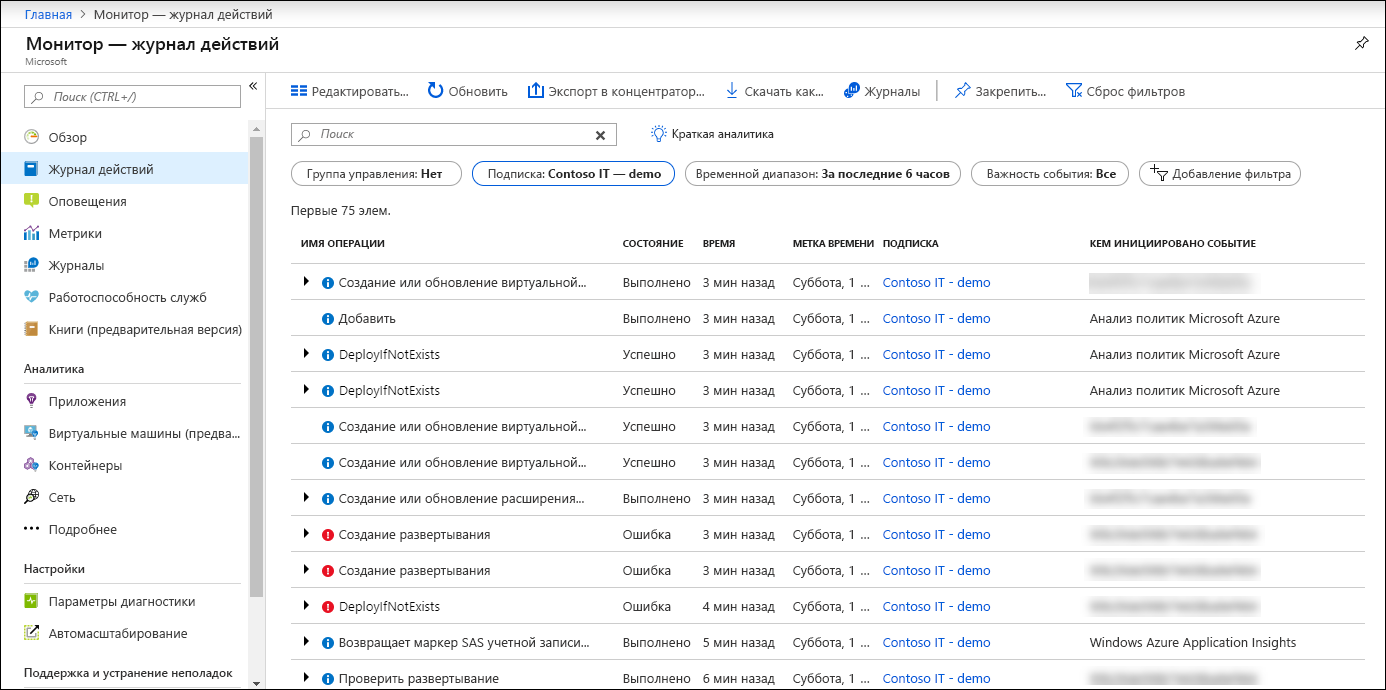 Главная > Монитор — журнал действий
Монитор — журнал действий
Microsoft
Поиск (CTRL+/)
«
Обзор
Журнал действий
Оповещения
Метрики
Журналы
Работоспособность служб
Книги (предварительная версия)
Аналитика
Приложения
Виртуальные машины (предва...
Контейнеры
Сеть
Подробнее
Настройки
Параметры диагностики
Автомасштабирование
Поддержка и устранение неполадок
Редактировать... Обновить Экспорт в концентратор... Скачать как... Журналы Закрепить... Сброс фильтров
Поиск Краткая аналитика
Группа управления: Нет Подписка: Contoso IT — demo Временной диапазон: За последние 6 часов Важность события: Все Добавление фильтра
Первые 75 элем.
ИМЯ ОПЕРАЦИИ СОСТОЯНИЕ ВРЕМЯ МЕТКА ВРЕМЕНИ ПОДПИСКА КЕМ ИНИЦИИРОВАНО СОБЫТИЕ
Создание или обновление виртуальной... Выполнено 3 мин назад Суббота, 1 ... Contoso IT - demo
Добавить Выполнено 3 мин назад Суббота, 1 ... Contoso IT - demo Анализ политик Microsoft Azure
DeployIfNotExists Успешно 3 мин назад Суббота, 1 ... Contoso IT - demo Анализ политик Microsoft Azure
DeployIfNotExists Успешно 3 мин назад Суббота, 1 ... Contoso IT - demo Анализ политик Microsoft Azure
Создание или обновление виртуальной... Успешно 3 мин назад Суббота, 1 ... Contoso IT - demo
Создание или обновление виртуальной... Успешно 3 мин назад Суббота, 1 ... Contoso IT - demo
Создание или обновление расширения... Выполнено 3 мин назад Суббота, 1 ... Contoso IT - demo
Создание развертывания Ошибка 3 мин назад Суббота, 1 ... Contoso IT - demo
Создание развертывания Ошибка 3 мин назад Суббота, 1 ... Contoso IT - demo
DeployIfNotExists Ошибка 4 мин назад Суббота, 1 ... Contoso IT - demo
Возвращает маркер SAS учетной записи... Выполнено 5 мин назад Суббота, 1 ... Contoso IT - demo Windows Azure Application Insights
Проверить развертывание Выполнено 6 мин назад Суббота, 1 ... Contoso IT - demo